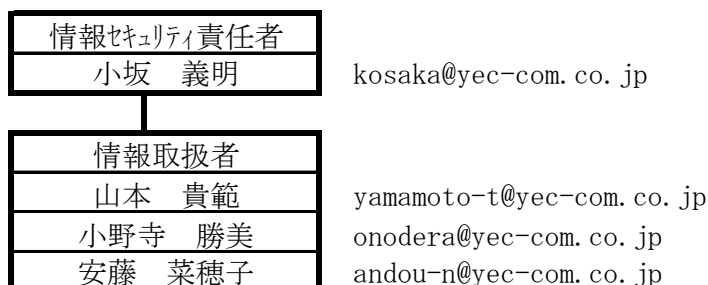 情報ｾｷｭﾘﾃｨ責任者
小坂　義明　kosaka@yec-com.co.jp
情報取扱者
山本　貴範　yamamoto-t@yec-com.co.jp
小野寺　勝美　onodera@yec-com.co.jp
安藤　菜穂子　andou-n@yec-com.co.jp